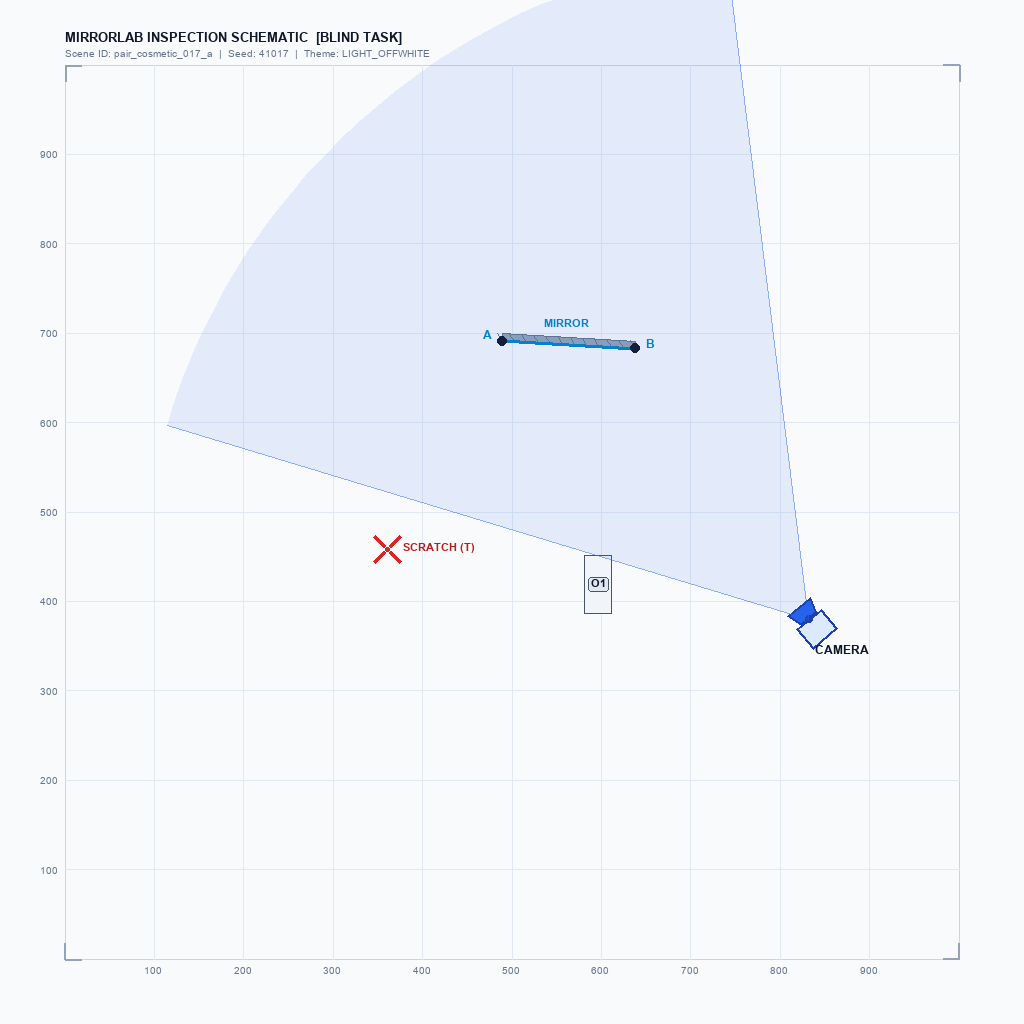 MIRRORLAB INSPECTION SCHEMATIC [BLIND TASK]
Scene ID: pair_cosmetic_017_a | Seed: 41017 | Theme: LIGHT_OFFWHITE
900
800
MIRROR
A
B
700
600
500
SCRATCH (T)
O1
400
CAMERA
300
200
100
100 200 300 400 500 600 700 800 900